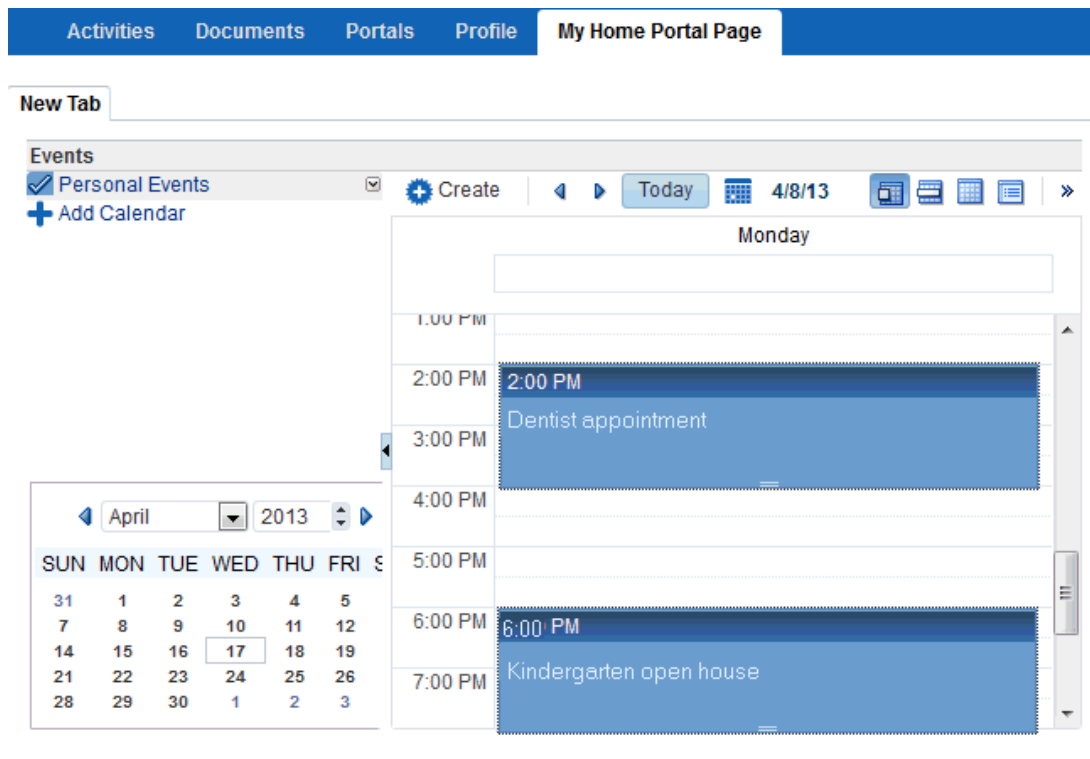 Activities Documents Portals Profile My Home Portal Page
New Tab
Events
Personal Events
Add Calendar
Create Today 4/8/13
Monday
1:00 PM
2:00 PM
3:00 PM
4:00 PM
5:00 PM
6:00 PM
7:00 PM
2:00 PM
Dentist appointment
6:00 PM
Kindergarten open house
April 2013
SUN MON TUE WED THU FRI S
31 1 2 3 4 5
7 8 9 10 11 12
14 15 16 17 18 19
21 22 23 24 25 26
28 29 30 1 2 3